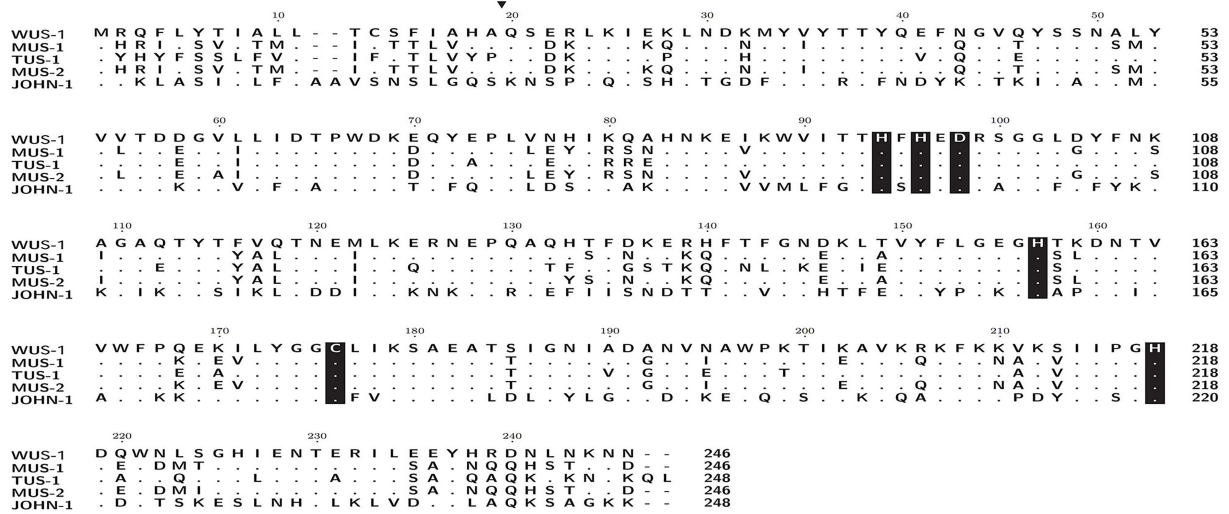 10 20 30 40 50
WUS-1 M R Q F L Y T I A L L - - T C S F I A H A Q S E R L K I E K L N D K M Y V Y T T Y Q E F N G V Q Y S S N A L Y 53
MUS-1 . H R I . S V . T M . - - I . T T L V . . . . D K . . . K Q . . . N . . I . . . . . . . Q . . T . . . . S M . 53
TUS-1 . Y H Y F S S L F V . - - I F . T L V Y P . . D K . . . . P . . . H . . . . . . . . V . Q . . E . . . . . . . 53
MUS-2 . H R I . S V . T M . - - I . T T L V . . . . D K . . . K Q . . . N . . I . . . . . . . Q . . T . . . . S M . 53
JOHN-1 . . K L A S I . L F . A A V S N S L G Q S K N S P . Q . S H . T G D F . . . R . F N D Y K . T K I . A . . M . 55
60 70 80 90 100
WUS-1 V V T D D G V L L I D T P W D K E Q Y E P L V N H I K Q A H N K E I K W V I T T H F H E D R S G G L D Y F N K 108
MUS-1 . L . . E . . I . . . . . . . . D . . . . . L E Y . R S N . . . . V . . . . . . . . . . . . . . . . G . . . S 108
TUS-1 . . . . E . . I . . . . . . . . D . . A . . . E . . R R E . . . . . . . . . . . . . . . . . . . . . . . . . . 108
MUS-2 . L . . E . A I . . . . . . . . D . . . . . L E Y . R S N . . . . V . . . . . . . . . . . . . . . . G . . . S 108
JOHN-1 . . . . K . . V . F . A . . . . T . F Q . . L D S . . A K . . . . V V M L F G . . S . . . . A . . F . F Y K . 110
110 120 130 140 150 160
WUS-1 A G A Q T Y T F V Q T N E M L K E R N E P Q A Q H T F D K E R H F T F G N D K L T V Y F L G E G H T K D N T V 163
MUS-1 I . . . . . . Y A L . . . I . . . . . . . . . . . S . N . . K Q . . . . . E . . A . . . . . . . . S L . . . . 163
TUS-1 . . . E . . . Y A L . . . I . . Q . . . . . . T F . . G S T K Q . N L . K E . I E . . . . . . . . S . . . . . 163
MUS-2 I . . . . . . Y A L . . . I . . . . . . . . . . Y S . N . . K Q . . . . . E . . A . . . . . . . . S L . . . . 163
JOHN-1 K . I K . . S I K L . D D I . . K N K . . R . E F I I S N D T T . . V . . H T F E . . Y P . K . . A P . . I . 165
170 180 190 200 210
WUS-1 V W F P Q E K I L Y G G C L I K S A E A T S I G N I A D A N V N A W P K T I K A V K R K F K K V K S I I P G H 218
MUS-1 . . . . K . E V . . . . . . . . . . . . . T . . . . . . G . . I . . . . . . E . . . Q . . . N A . V . . . . . 218
TUS-1 . . . . E . A . . . . . . . . . . . . . . T . . . . V . G . . E . . . T . . . . . . . . . . . A . V . . . . . 218
MUS-2 . . . . K . E V . . . . . . . . . . . . . T . . . . . . G . . I . . . . . . E . . . Q . . . N A . V . . . . . 218
JOHN-1 A . . K K . . . . . . . . F V . . . . . L D L . Y L G . . D . K E . Q . S . . K . Q A . . . . P D Y . . S . . 220
220 230 240
WUS-1 D Q W N L S G H I E N T E R I L E E Y H R D N L N K N N - - 246
MUS-1 . E . D M T . . . . . . . . . . S A . N Q Q H S T . . D - - 246
TUS-1 . A . . Q . . . L . . . A . . . S A . Q A Q K . K N . K Q L 248
MUS-2 . E . D M I . . . . . . . . . . S A . N Q Q H S T . . D - - 246
JOHN-1 . D . T S K E S L N H . L K L V D . . L A Q K S A G K K - - 248